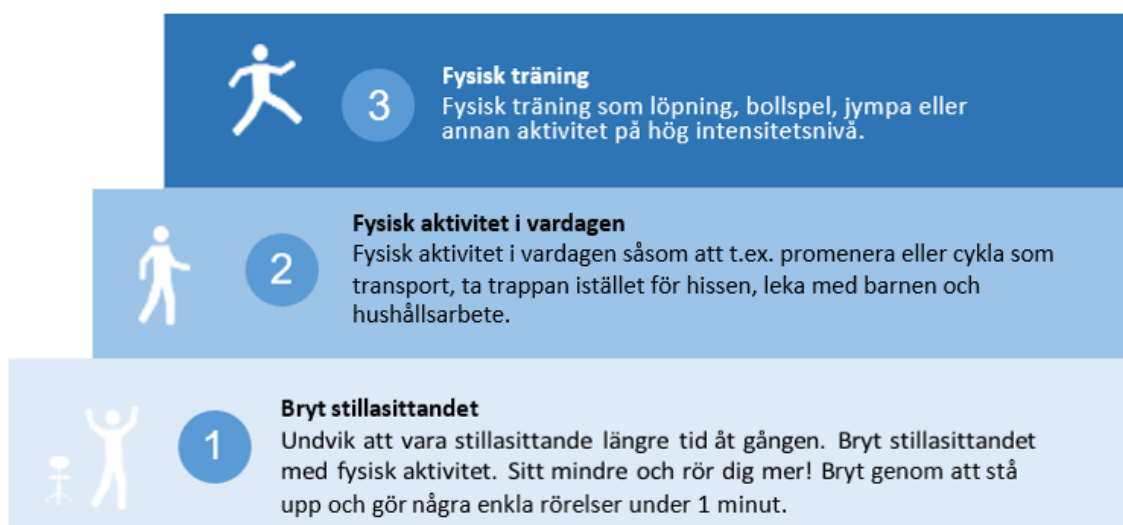 3
Fysisk träning
Fysisk träning som löpning, bollspel, jympa eller
annan aktivitet på hög intensitetsnivå.
2
Fysisk aktivitet i vardagen
Fysisk aktivitet i vardagen såsom att t.ex. promenera eller cykla som
transport, ta trappan istället för hissen, leka med barnen och
hushållsarbete.
1
Bryt stillasittandet
Undvik att vara stillasittande längre tid åt gången. Bryt stillasittandet
med fysisk aktivitet. Sitt mindre och rör dig mer! Bryt genom att stå
upp och gör några enkla rörelser under 1 minut.